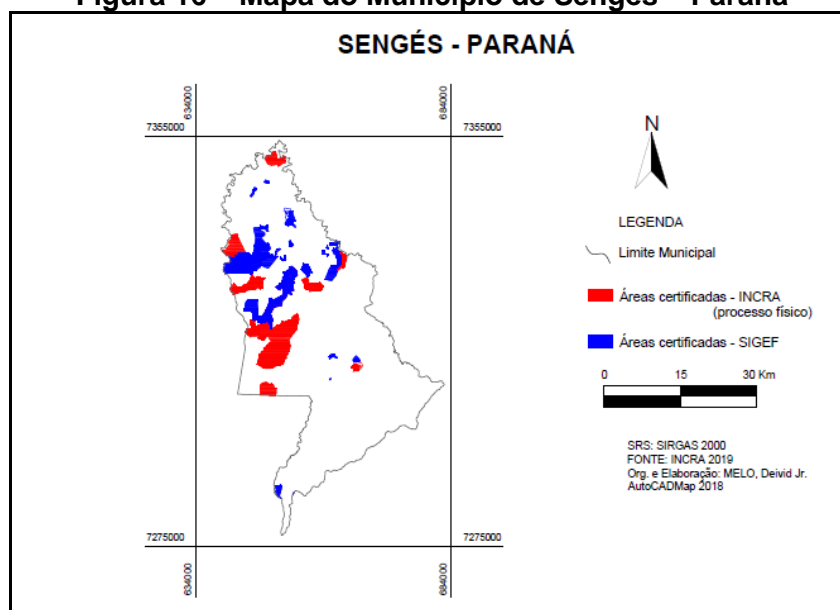 Figura 16 – Mapa do Município de Sengés – Paraná
SENGÉS - PARANÁ
634000
684000
7355000
7355000
N
LEGENDA
Limite Municipal
Áreas certificadas - INCRA
(processo físico)
Áreas certificadas - SIGEF
0 15 30 Km
SRS: SIRGAS 2000
FONTE: INCRA 2019
Org. e Elaboração: MELO, Deivid Jr.
AutoCADMap 2018
7275000
7275000
634000
684000